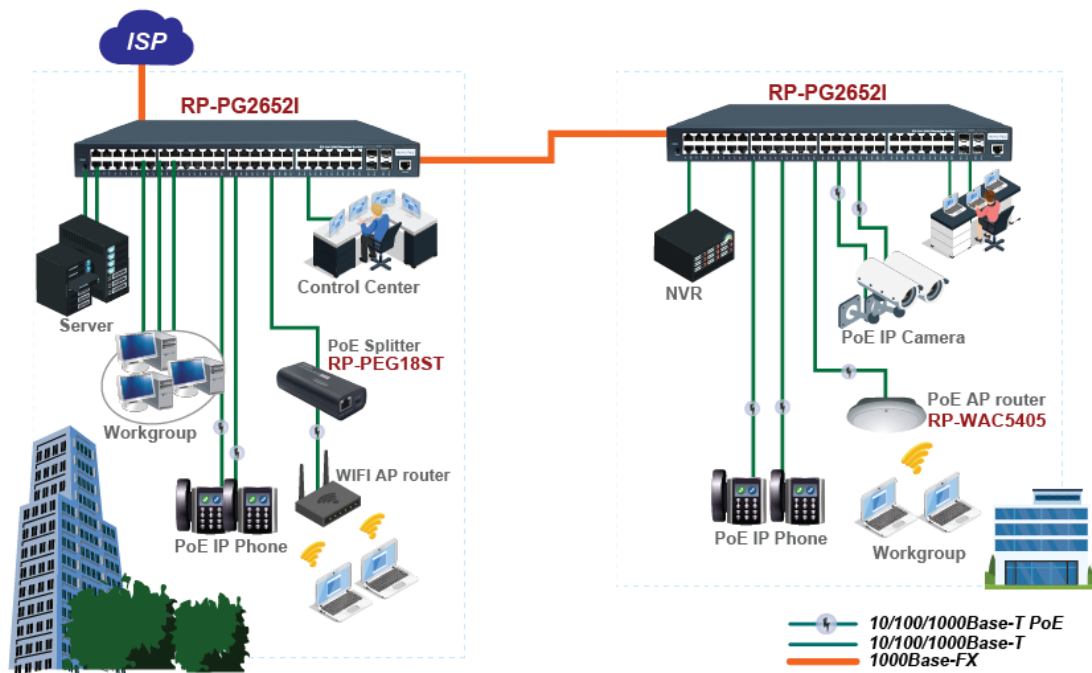 ISP
RP-PG2652I
RP-PG2652I
Control Center
Server
NVR
PoE IP Camera
PoE Splitter
RP-PEG18ST
PoE AP router
RP-WAC5405
Workgroup
WIFI AP router
PoE IP Phone
PoE IP Phone
Workgroup
10/100/1000Base-T PoE
10/100/1000Base-T
1000Base-FX